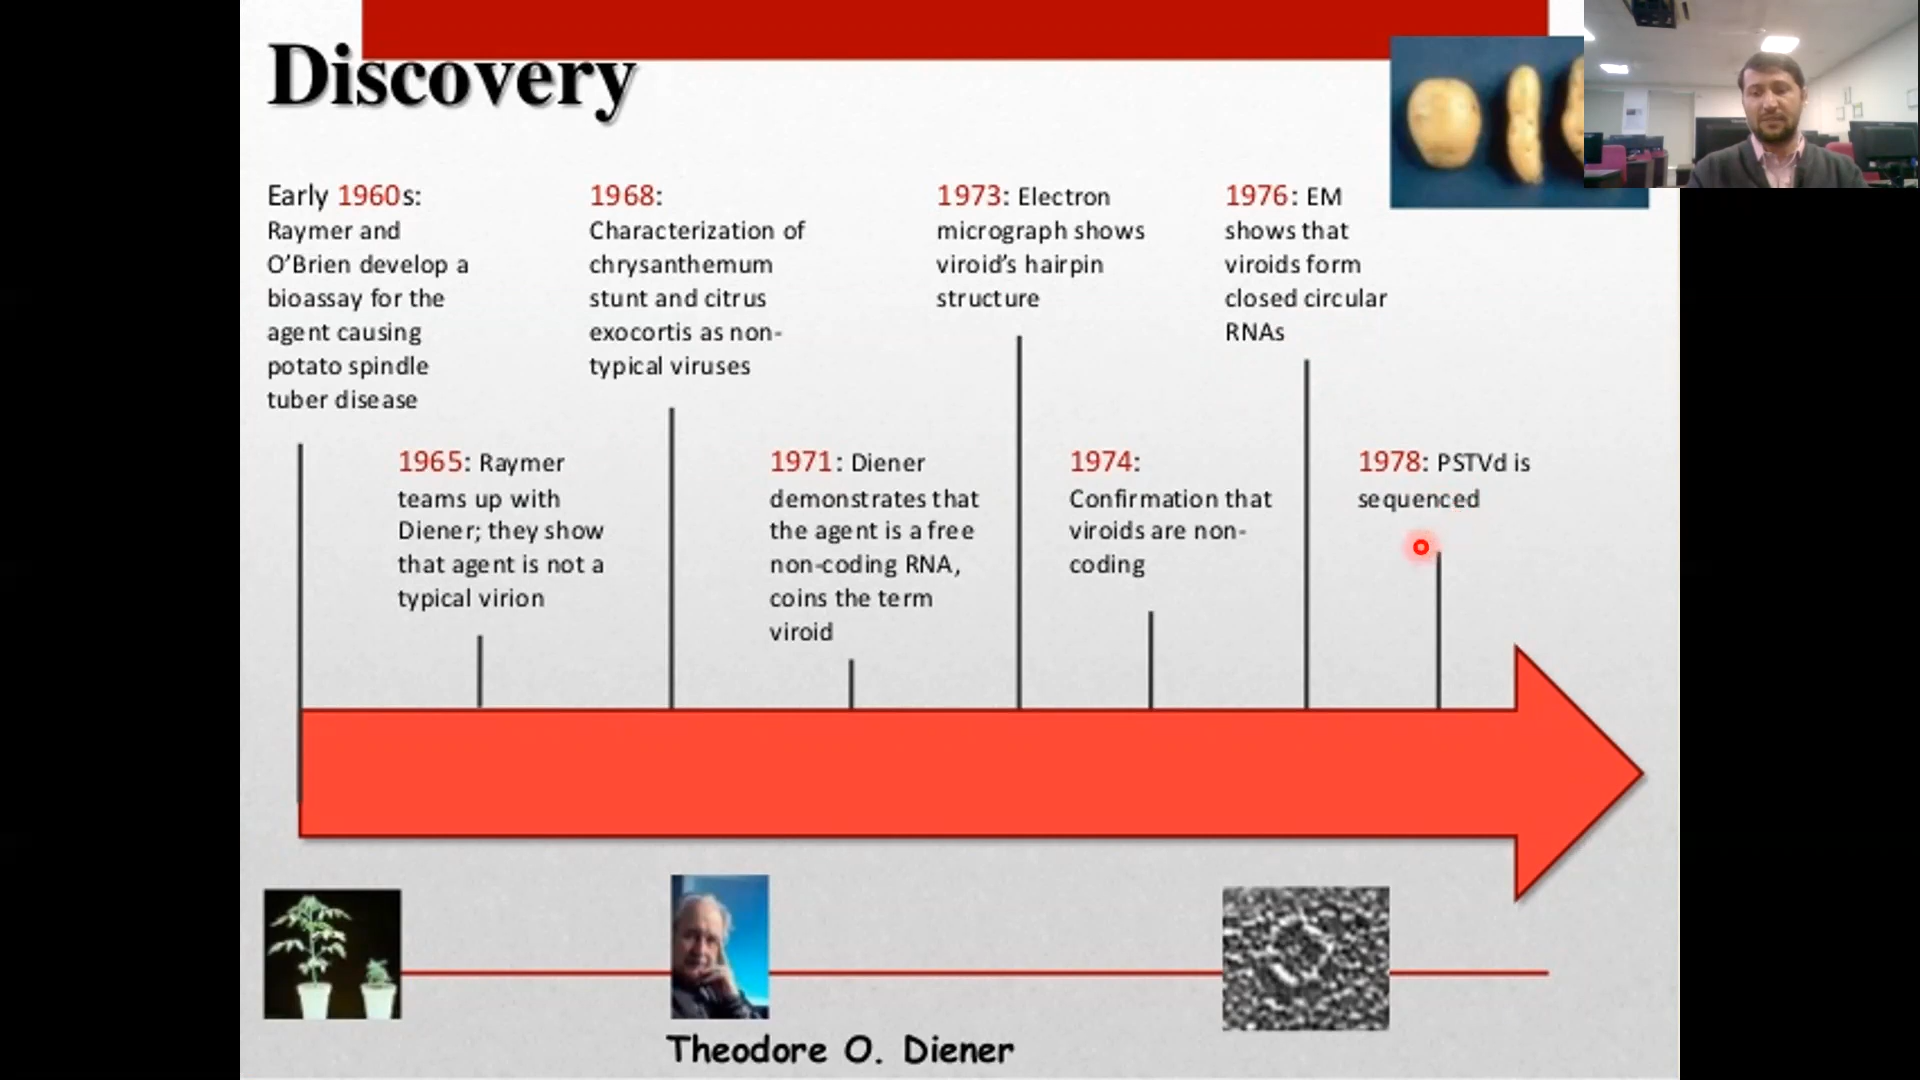 Discovery
Early 1960s:
Raymer and
O’Brien develop a
bioassay for the
agent causing
potato spindle
tuber disease
1968:
Characterization of
chrysanthemum
stunt and citrus
exocortis as non-
typical viruses
1973: Electron
micrograph shows
viroid’s hairpin
structure
1976: EM
shows that
viroids form
closed circular
RNAs
1965: Raymer
teams up with
Diener; they show
that agent is not a
typical virion
1971: Diener
demonstrates that
the agent is a free
non-coding RNA,
coins the term
viroid
1974:
Confirmation that
viroids are non-
coding
1978: PSTVd is
sequenced
Theodore O. Diener